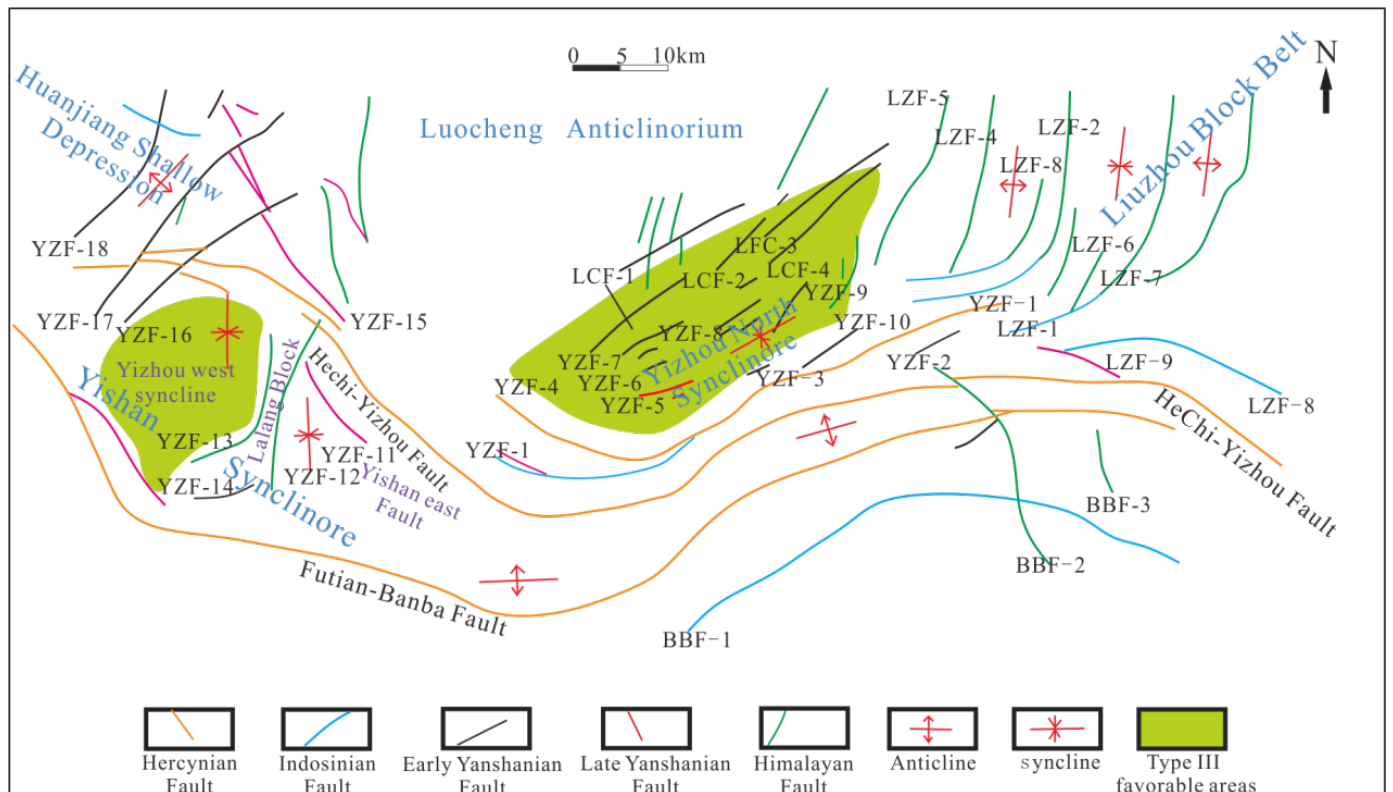 0 5 10km
N
Huanjiang Shallow
Depression
Luocheng Anticlinorium
Liuzhou Block Belt
LZF-5
LZF-4
LZF-2
LZF-8
LZF-6
LZF-7
YZF-18
LFC-3
LCF-1
LCF-2
LCF-4
YZF-9
YZF-1
YZF-17
YZF-16
YZF-15
YZF-8
YZF-10
LZF-1
Yizhou west
syncline
Yishan
Synclinore
Lalang Block
Hechi-Yizhou Fault
YZF-7
YZF-6
YZF-5
YZF-4
Yizhou North
Synclinore
YZF-3
YZF-2
LZF-9
LZF-8
HeChi-Yizhou Fault
YZF-13
YZF-14
YZF-11
YZF-12
Yishan east
Fault
YZF-1
BBF-3
BBF-2
BBF-1
Futian-Banba Fault
Hercynian
Fault
Indosinian
Fault
Early Yanshanian
Fault
Late Yanshanian
Fault
Himalayan
Fault
Anticline
syncline
Type III
favorable areas